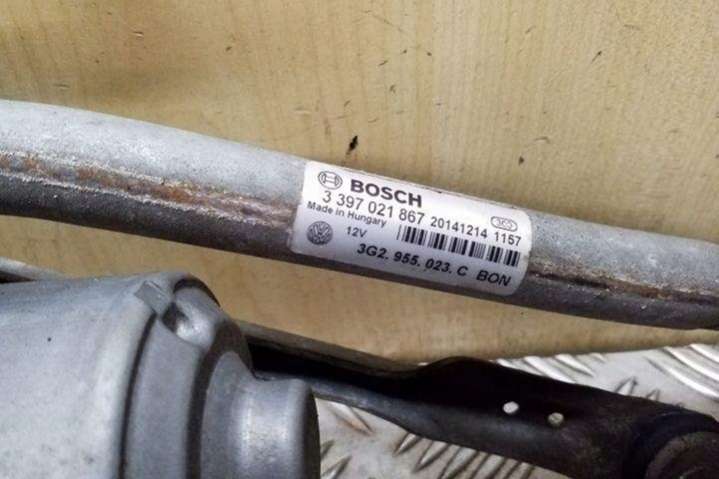 BOSCH
3 397 021 867 20141214 1157
Made in Hungary
12V
3G2. 955. 023. C BON